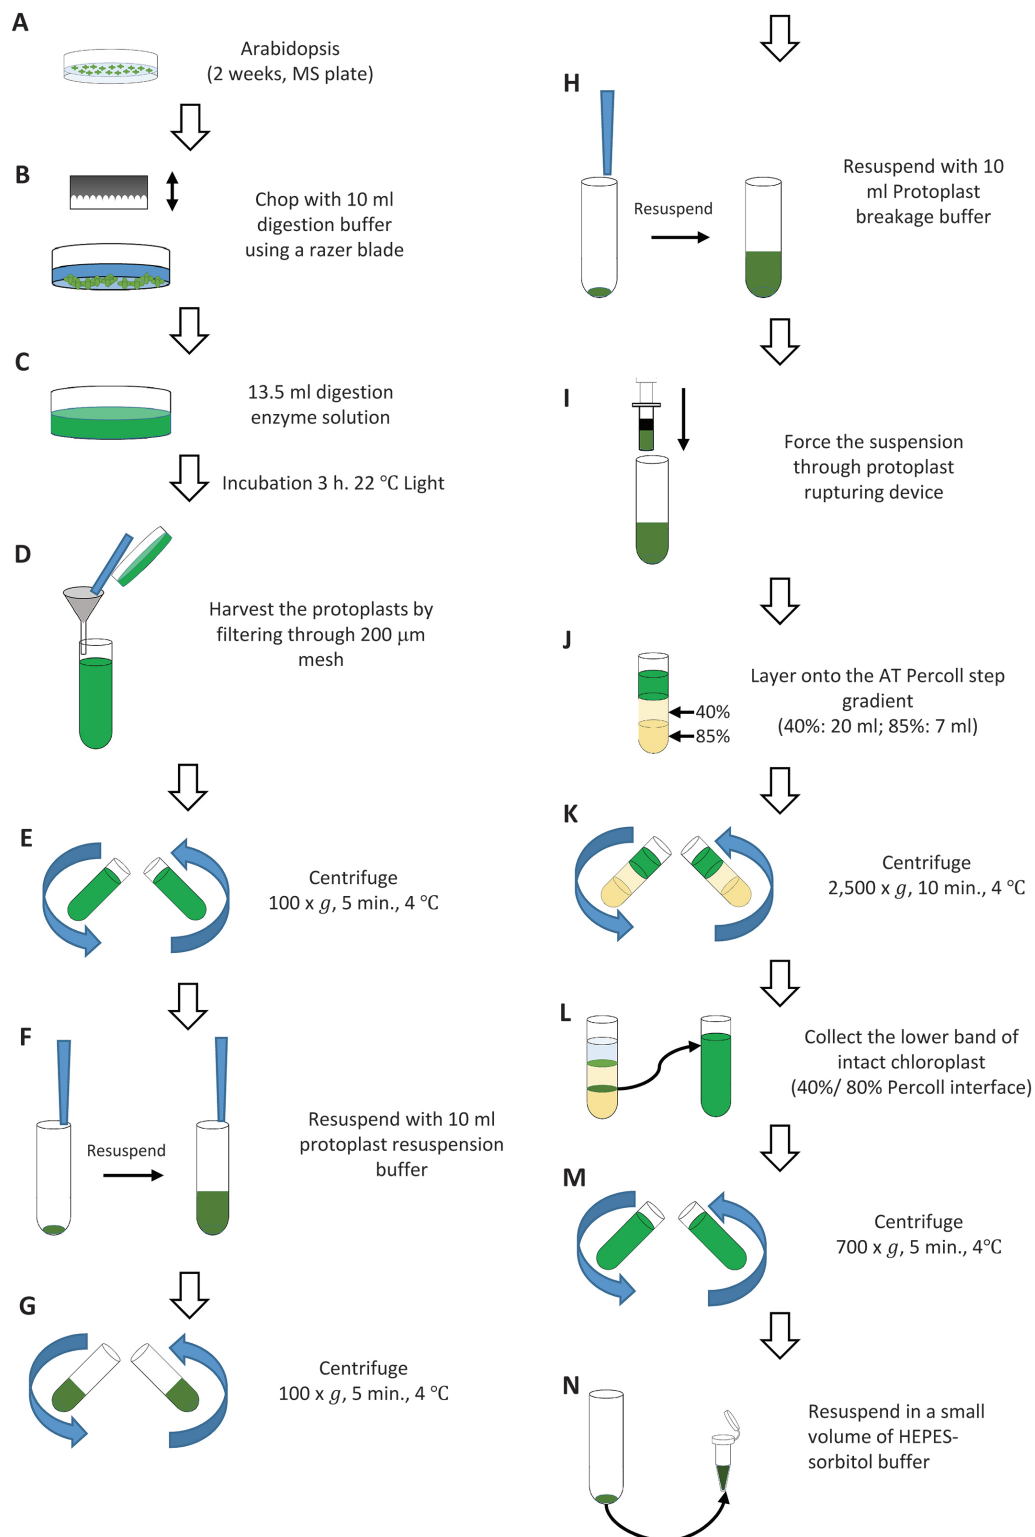 A
Arabidopsis
(2 weeks, MS plate)
B
Chop with 10 ml
digestion buffer
using a razer blade
C
13.5 ml digestion
enzyme solution
Incubation 3 h. 22 °C Light
D
Harvest the protoplasts by
filtering through 200 µm
mesh
E
Centrifuge
100 x g, 5 min., 4 °C
F
Resuspend
Resuspend with 10 ml
protoplast resuspension
buffer
G
Centrifuge
100 x g, 5 min., 4 °C
H
Resuspend
Resuspend with 10
ml Protoplast
breakage buffer
I
Force the suspension
through protoplast
rupturing device
J
40%
85%
Layer onto the AT Percoll step
gradient
(40%: 20 ml; 85%: 7 ml)
K
Centrifuge
2,500 x g, 10 min., 4 °C
L
Collect the lower band of
intact chloroplast
(40%/ 80% Percoll interface)
M
Centrifuge
700 x g, 5 min., 4°C
N
Resuspend in a small
volume of HEPES-
sorbitol buffer